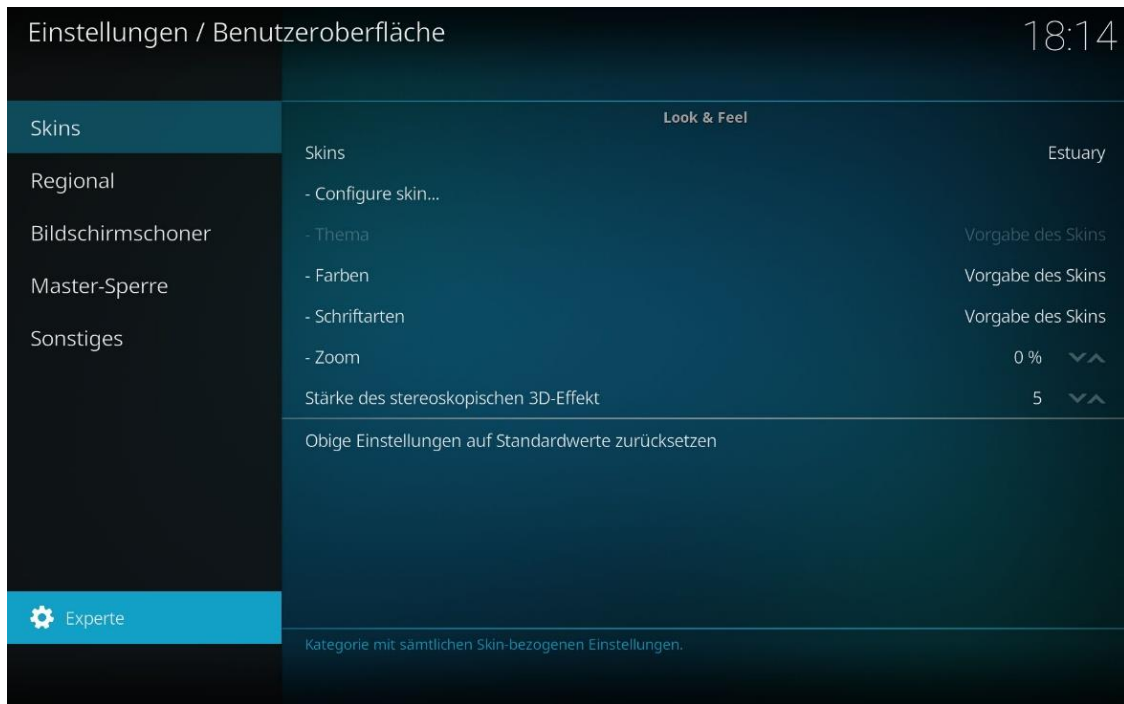 Einstellungen / Benutzeroberfläche
18:14
Skins
Regional
Bildschirmschoner
Master-Sperre
Sonstiges
Experte
Look & Feel
Skins Estuary
- Configure skin...
- Thema Vorgabe des Skins
- Farben Vorgabe des Skins
- Schriftarten Vorgabe des Skins
- Zoom 0 %
Stärke des stereoskopischen 3D-Effekt 5
Obige Einstellungen auf Standardwerte zurücksetzen
Kategorie mit sämtlichen Skin-bezogenen Einstellungen.